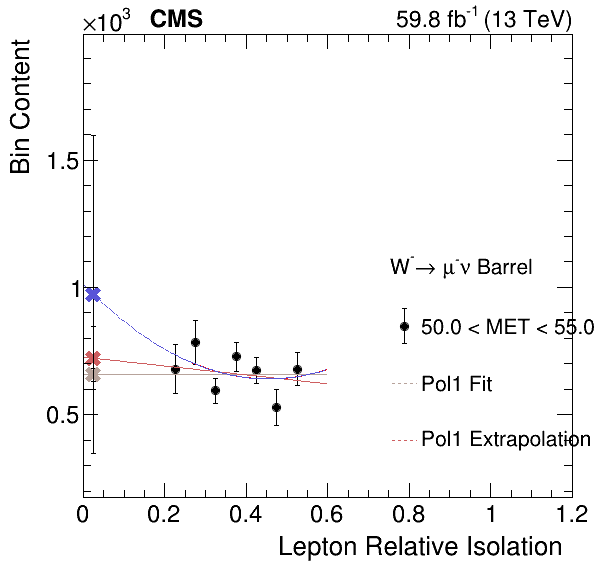 ×10³ CMS 59.8 fb⁻¹ (13 TeV)
Bin Content
1.5
1
0.5
W⁻→ μ⁻ν Barrel
50.0 < MET < 55.0
Pol1 Fit
Pol1 Extrapolation
0 0.2 0.4 0.6 0.8 1 1.2
Lepton Relative Isolation